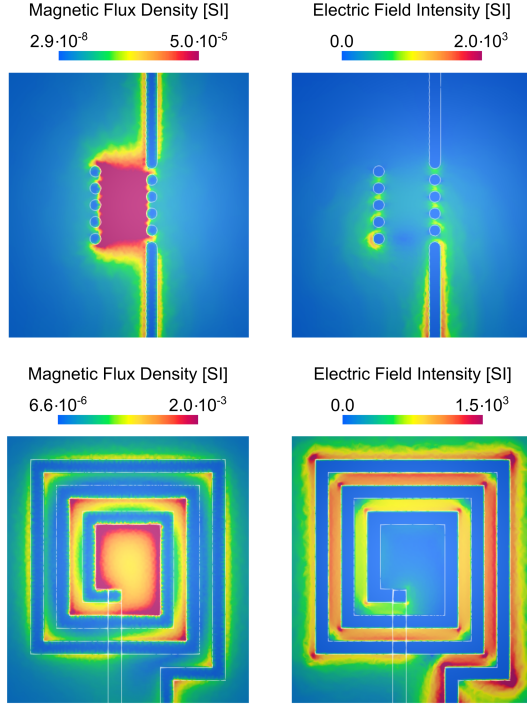 Magnetic Flux Density [SI]
2.9·10⁻⁸ 5.0·10⁻⁵
Electric Field Intensity [SI]
0.0 2.0·10³
Magnetic Flux Density [SI]
6.6·10⁻⁶ 2.0·10⁻³
Electric Field Intensity [SI]
0.0 1.5·10³